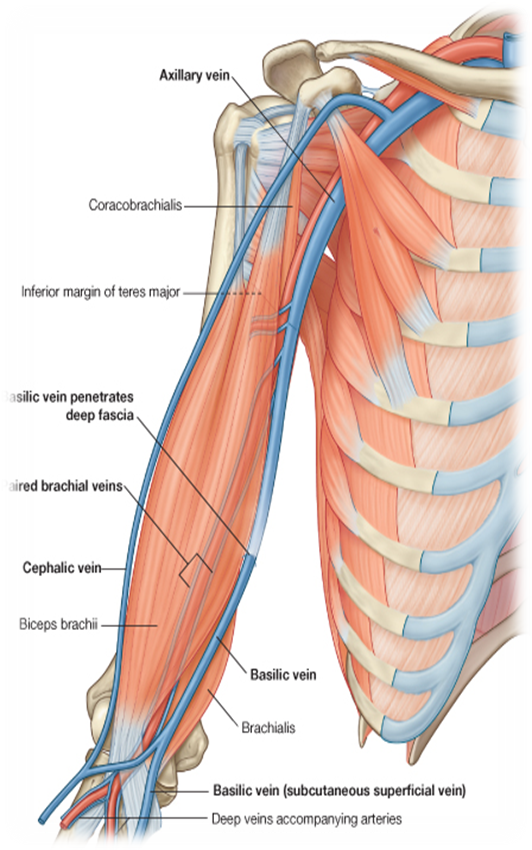 Axillary vein
Coracobrachialis
Inferior margin of teres major
asilic vein penetrates
deep fascia
aired brachial veins
Cephalic vein
Biceps brachii
Basilic vein
Brachialis
Basilic vein (subcutaneous superficial vein)
Deep veins accompanying arteries